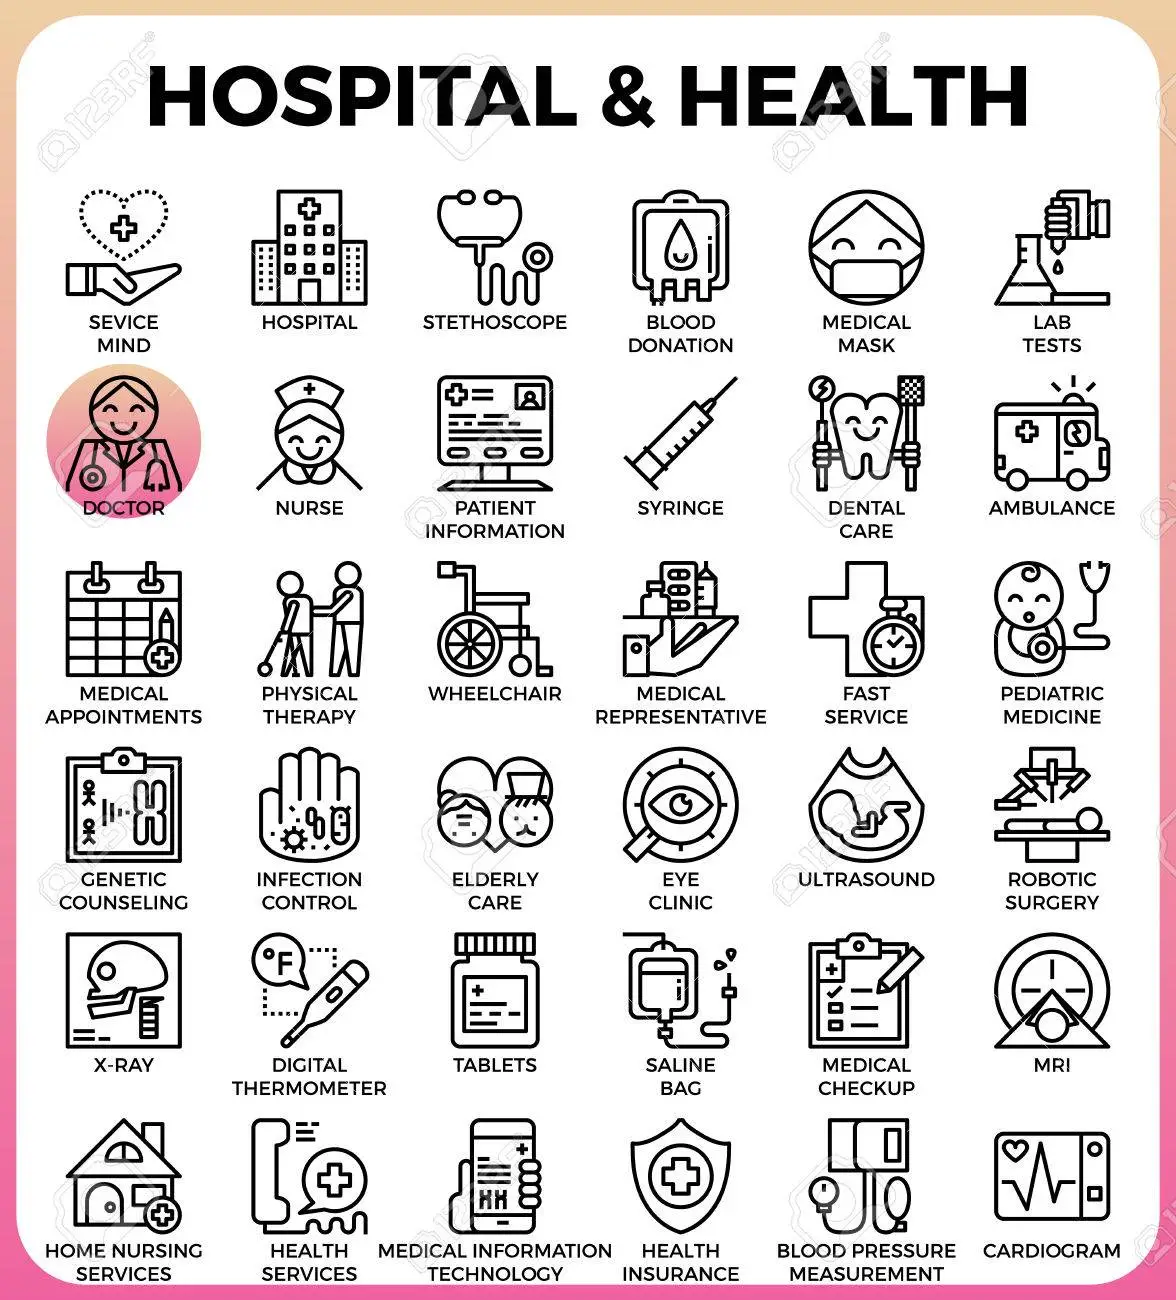 HOSPITAL & HEALTH
SEVICE
MIND
HOSPITAL
STETHOSCOPE
BLOOD
DONATION
MEDICAL
MASK
LAB
TESTS
DOCTOR
NURSE
PATIENT
INFORMATION
SYRINGE
DENTAL
CARE
AMBULANCE
MEDICAL
APPOINTMENTS
PHYSICAL
THERAPY
WHEELCHAIR
MEDICAL
REPRESENTATIVE
FAST
SERVICE
PEDIATRIC
MEDICINE
GENETIC
COUNSELING
INFECTION
CONTROL
ELDERLY
CARE
EYE
CLINIC
ULTRASOUND
ROBOTIC
SURGERY
X-RAY
°F
DIGITAL
THERMOMETER
TABLETS
SALINE
BAG
MEDICAL
CHECKUP
MRI
HOME NURSING
SERVICES
HEALTH
SERVICES
MEDICAL INFORMATION
TECHNOLOGY
HEALTH
INSURANCE
BLOOD PRESSURE
MEASUREMENT
CARDIOGRAM
123RF